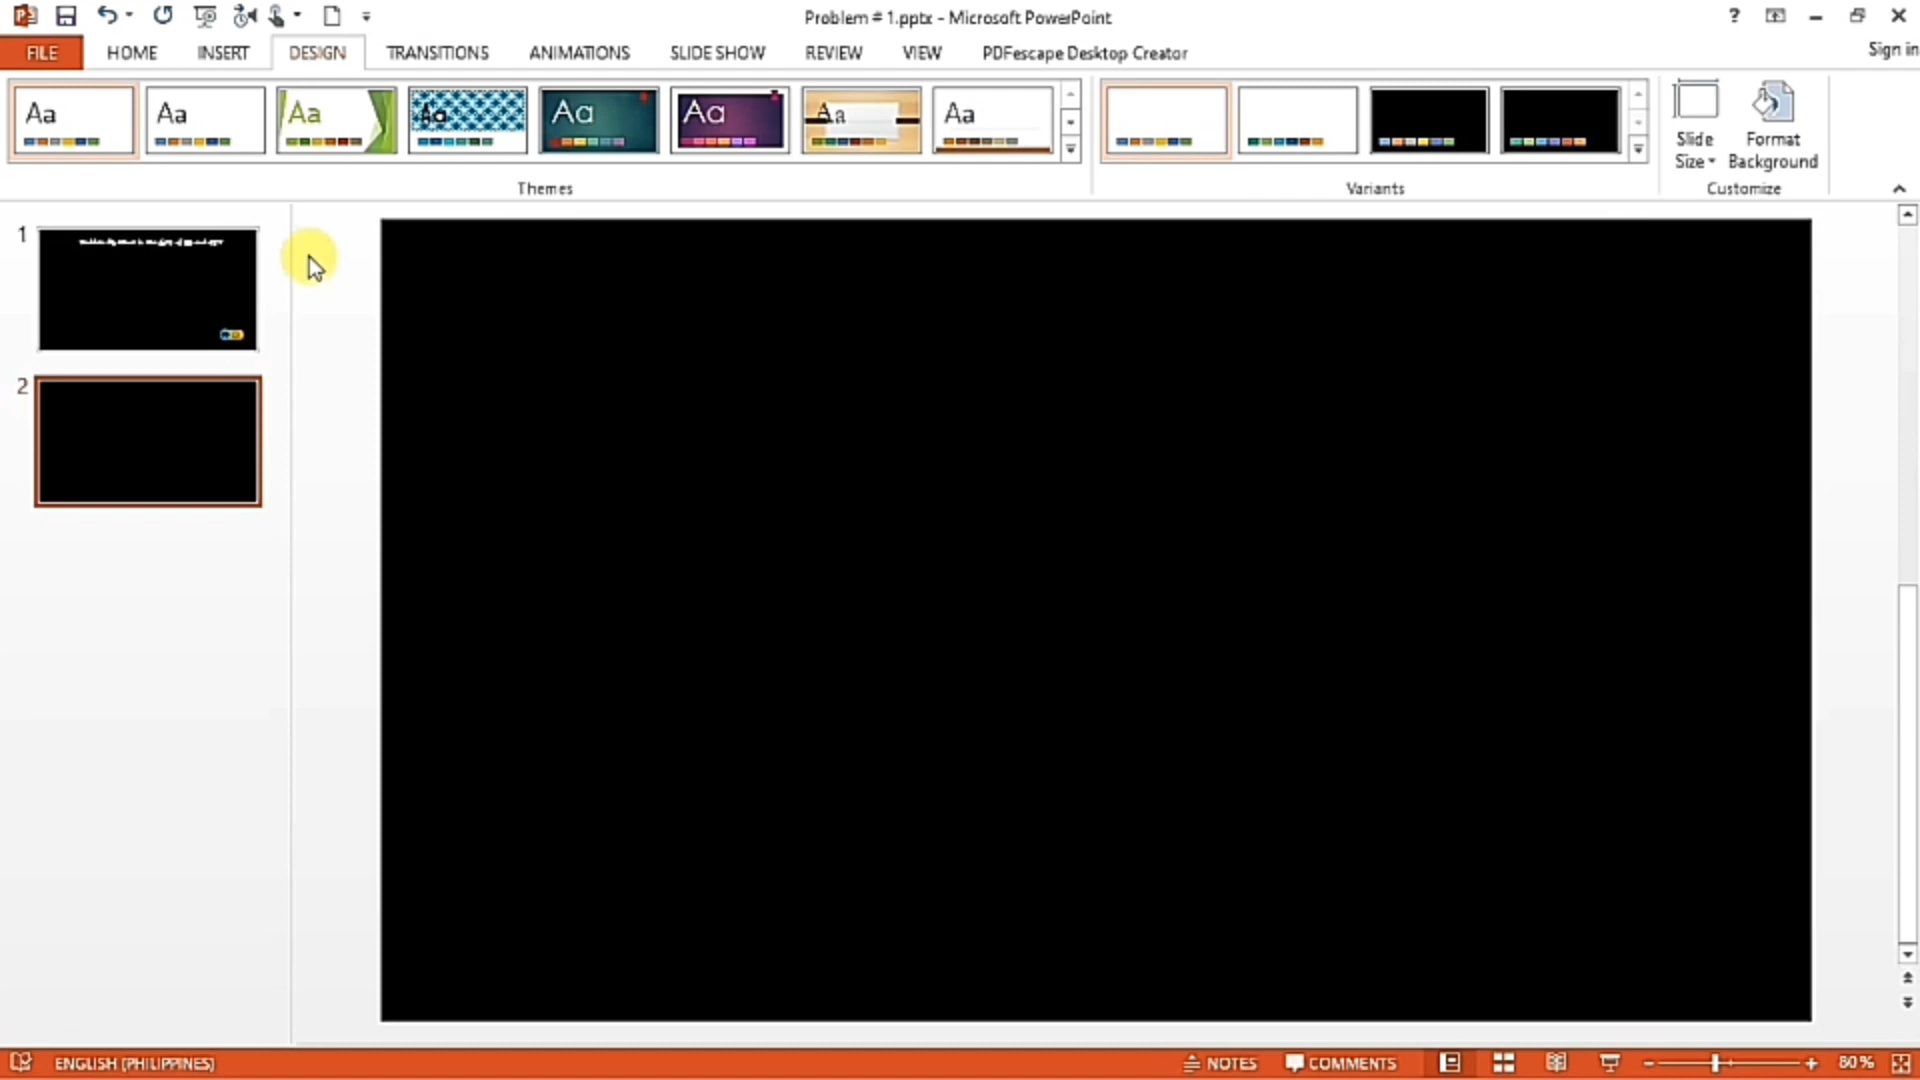 Problem # 1.pptx - Microsoft PowerPoint
?
Sign in
FILE HOME INSERT DESIGN TRANSITIONS ANIMATIONS SLIDE SHOW REVIEW VIEW PDFescape Desktop Creator
Aa Aa Aa Aa Aa Aa Aa Aa
Slide Size
Format Background
Themes
Variants
Customize
1
2
ENGLISH (PHILIPPINES)
NOTES
COMMENTS
80%